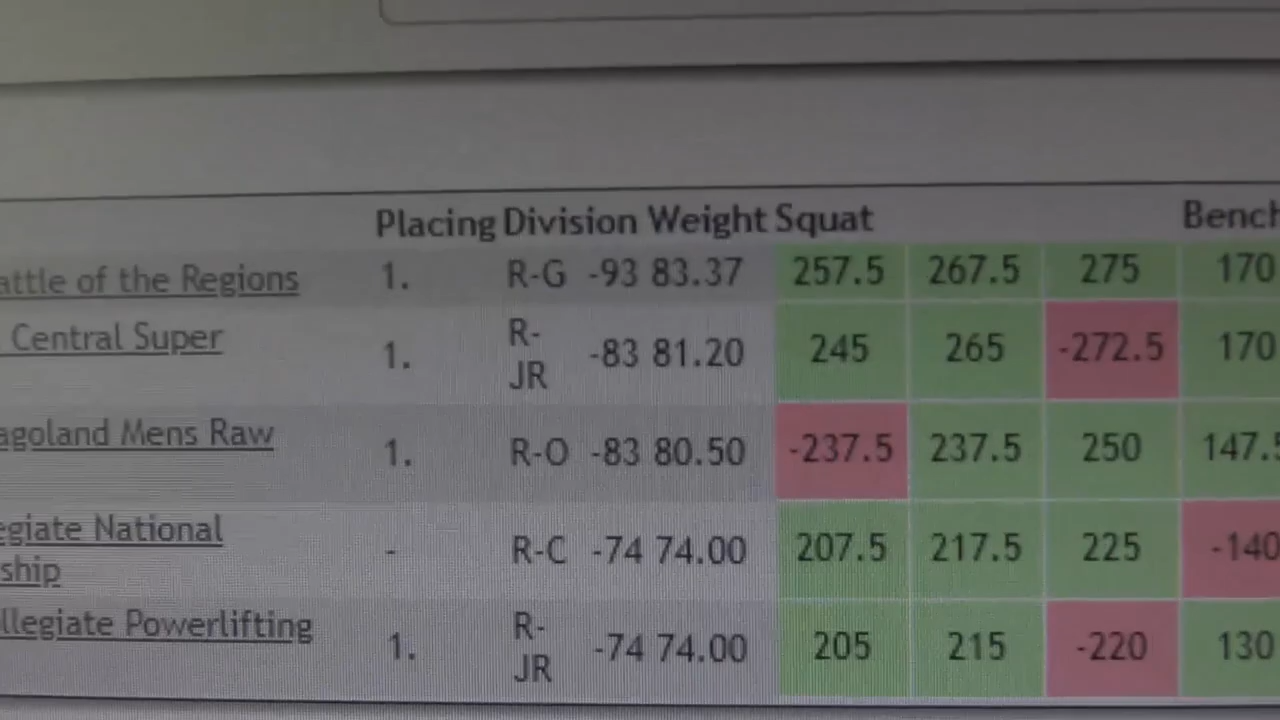 Placing Division Weight Squat Bench
attle of the Regions 1. R-G -93 83.37 257.5 267.5 275 170
Central Super 1. R- -83 81.20 245 265 -272.5 170
JR
agoland Mens Raw 1. R-O -83 80.50 -237.5 237.5 250 147.5
egiate National - R-C -74 74.00 207.5 217.5 225 -140
ship
llegiate Powerlifting 1. R- -74 74.00 205 215 -220 130
JR